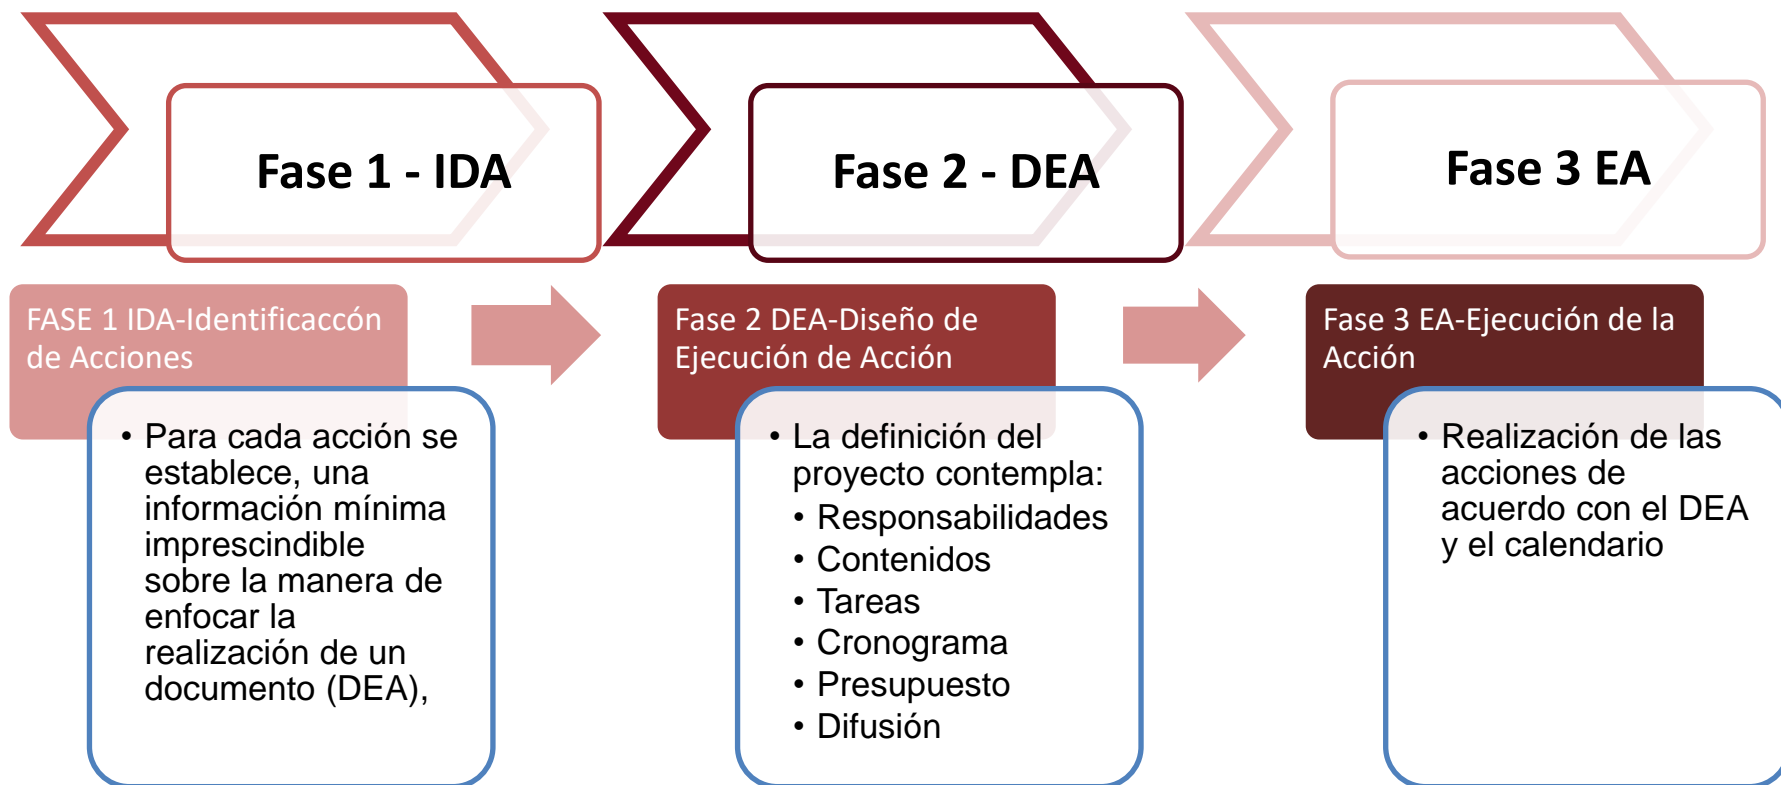 Fase 1 - IDA
Fase 2 - DEA
Fase 3 EA
FASE 1 IDA-Identificaccón
de Acciones
• Para cada acción se
establece, una
información mínima
imprescindible
sobre la manera de
enfocar la
realización de un
documento (DEA),
Fase 2 DEA-Diseño de
Ejecución de Acción
• La definición del
proyecto contempla:
• Responsabilidades
• Contenidos
• Tareas
• Cronograma
• Presupuesto
• Difusión
Fase 3 EA-Ejecución de la
Acción
• Realización de las
acciones de
acuerdo con el DEA
y el calendario